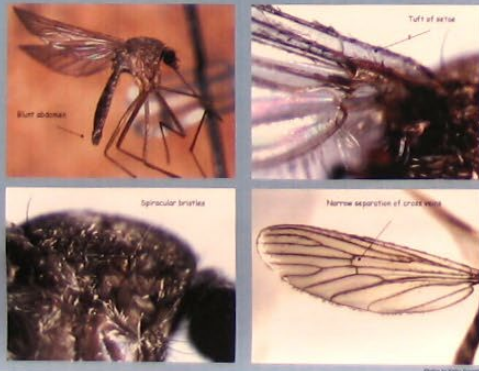 Tuft of setae
Blunt abdomen
Spiracular bristles
Narrow separation of cross veins